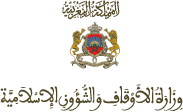 المملكة المغربية
وزارة الأوقاف والشؤون الإسلامية